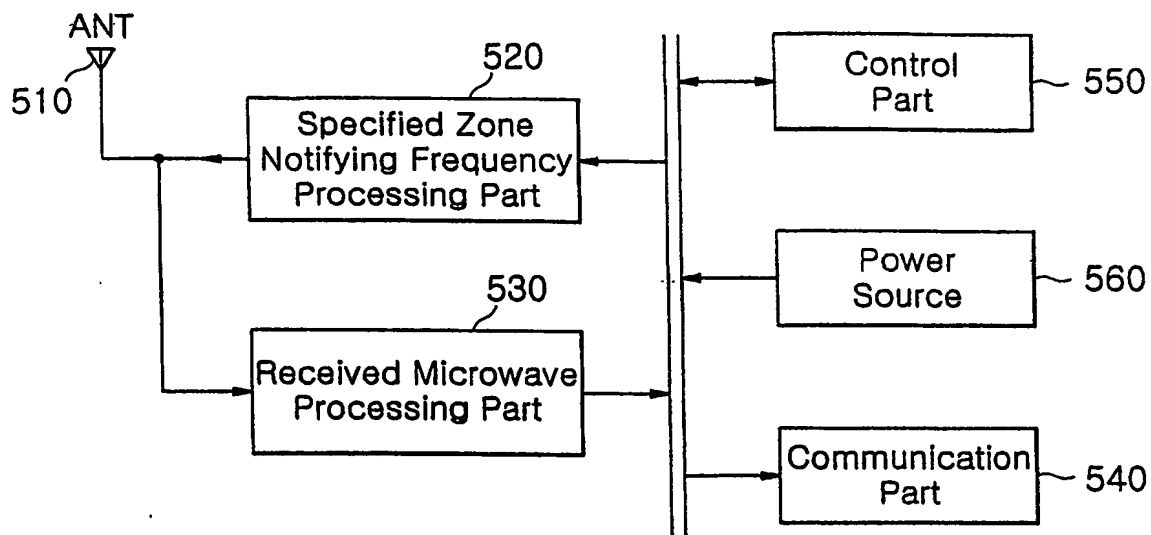 ANT
510
520
Specified Zone
Notifying Frequency
Processing Part
530
Received Microwave
Processing Part
Control
Part
550
Power
Source
560
Communication
Part
540